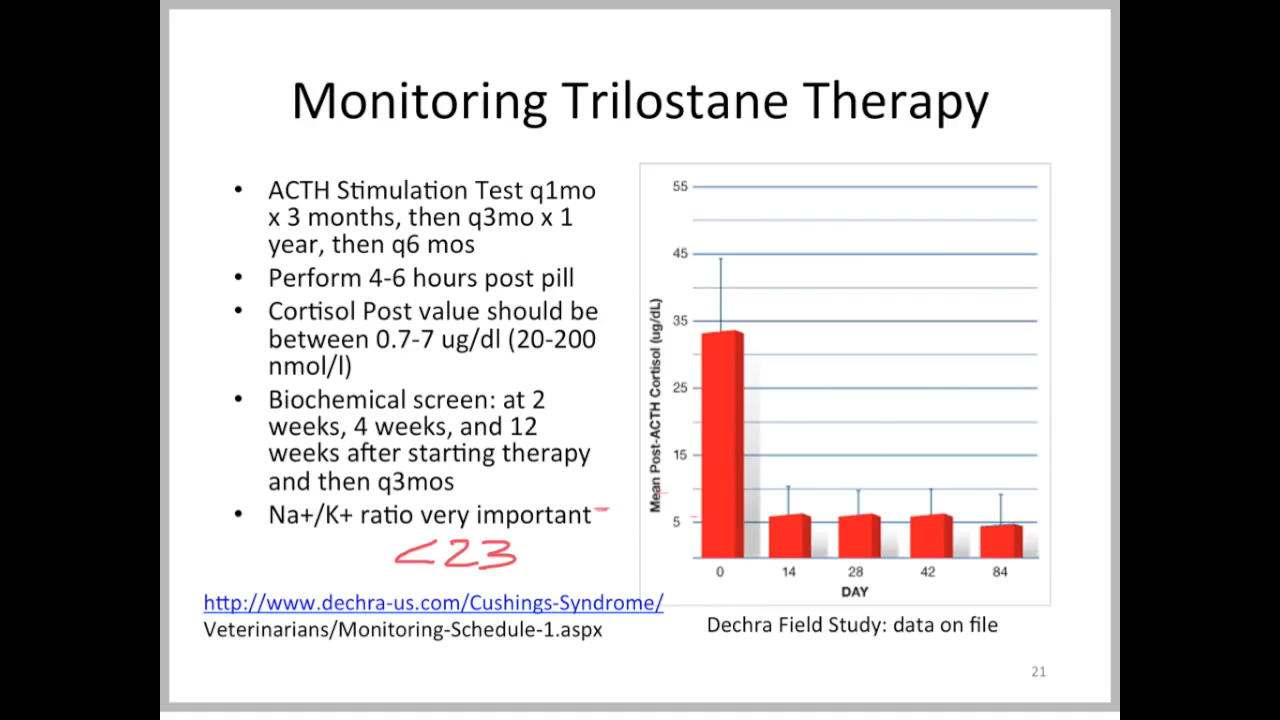 Monitoring Trilostane Therapy
• ACTH Stimulation Test q1mo
x 3 months, then q3mo x 1
year, then q6 mos
• Perform 4-6 hours post pill
• Cortisol Post value should be
between 0.7-7 ug/dl (20-200
nmol/l)
• Biochemical screen: at 2
weeks, 4 weeks, and 12
weeks after starting therapy
and then q3mos
• Na+/K+ ratio very important
<23
http://www.dechra-us.com/Cushings-Syndrome/
Veterinarians/Monitoring-Schedule-1.aspx
Mean Post-ACTH Cortisol (ug/dL)
55
45
35
25
15
5
0 14 28 42 84
DAY
Dechra Field Study: data on file
21